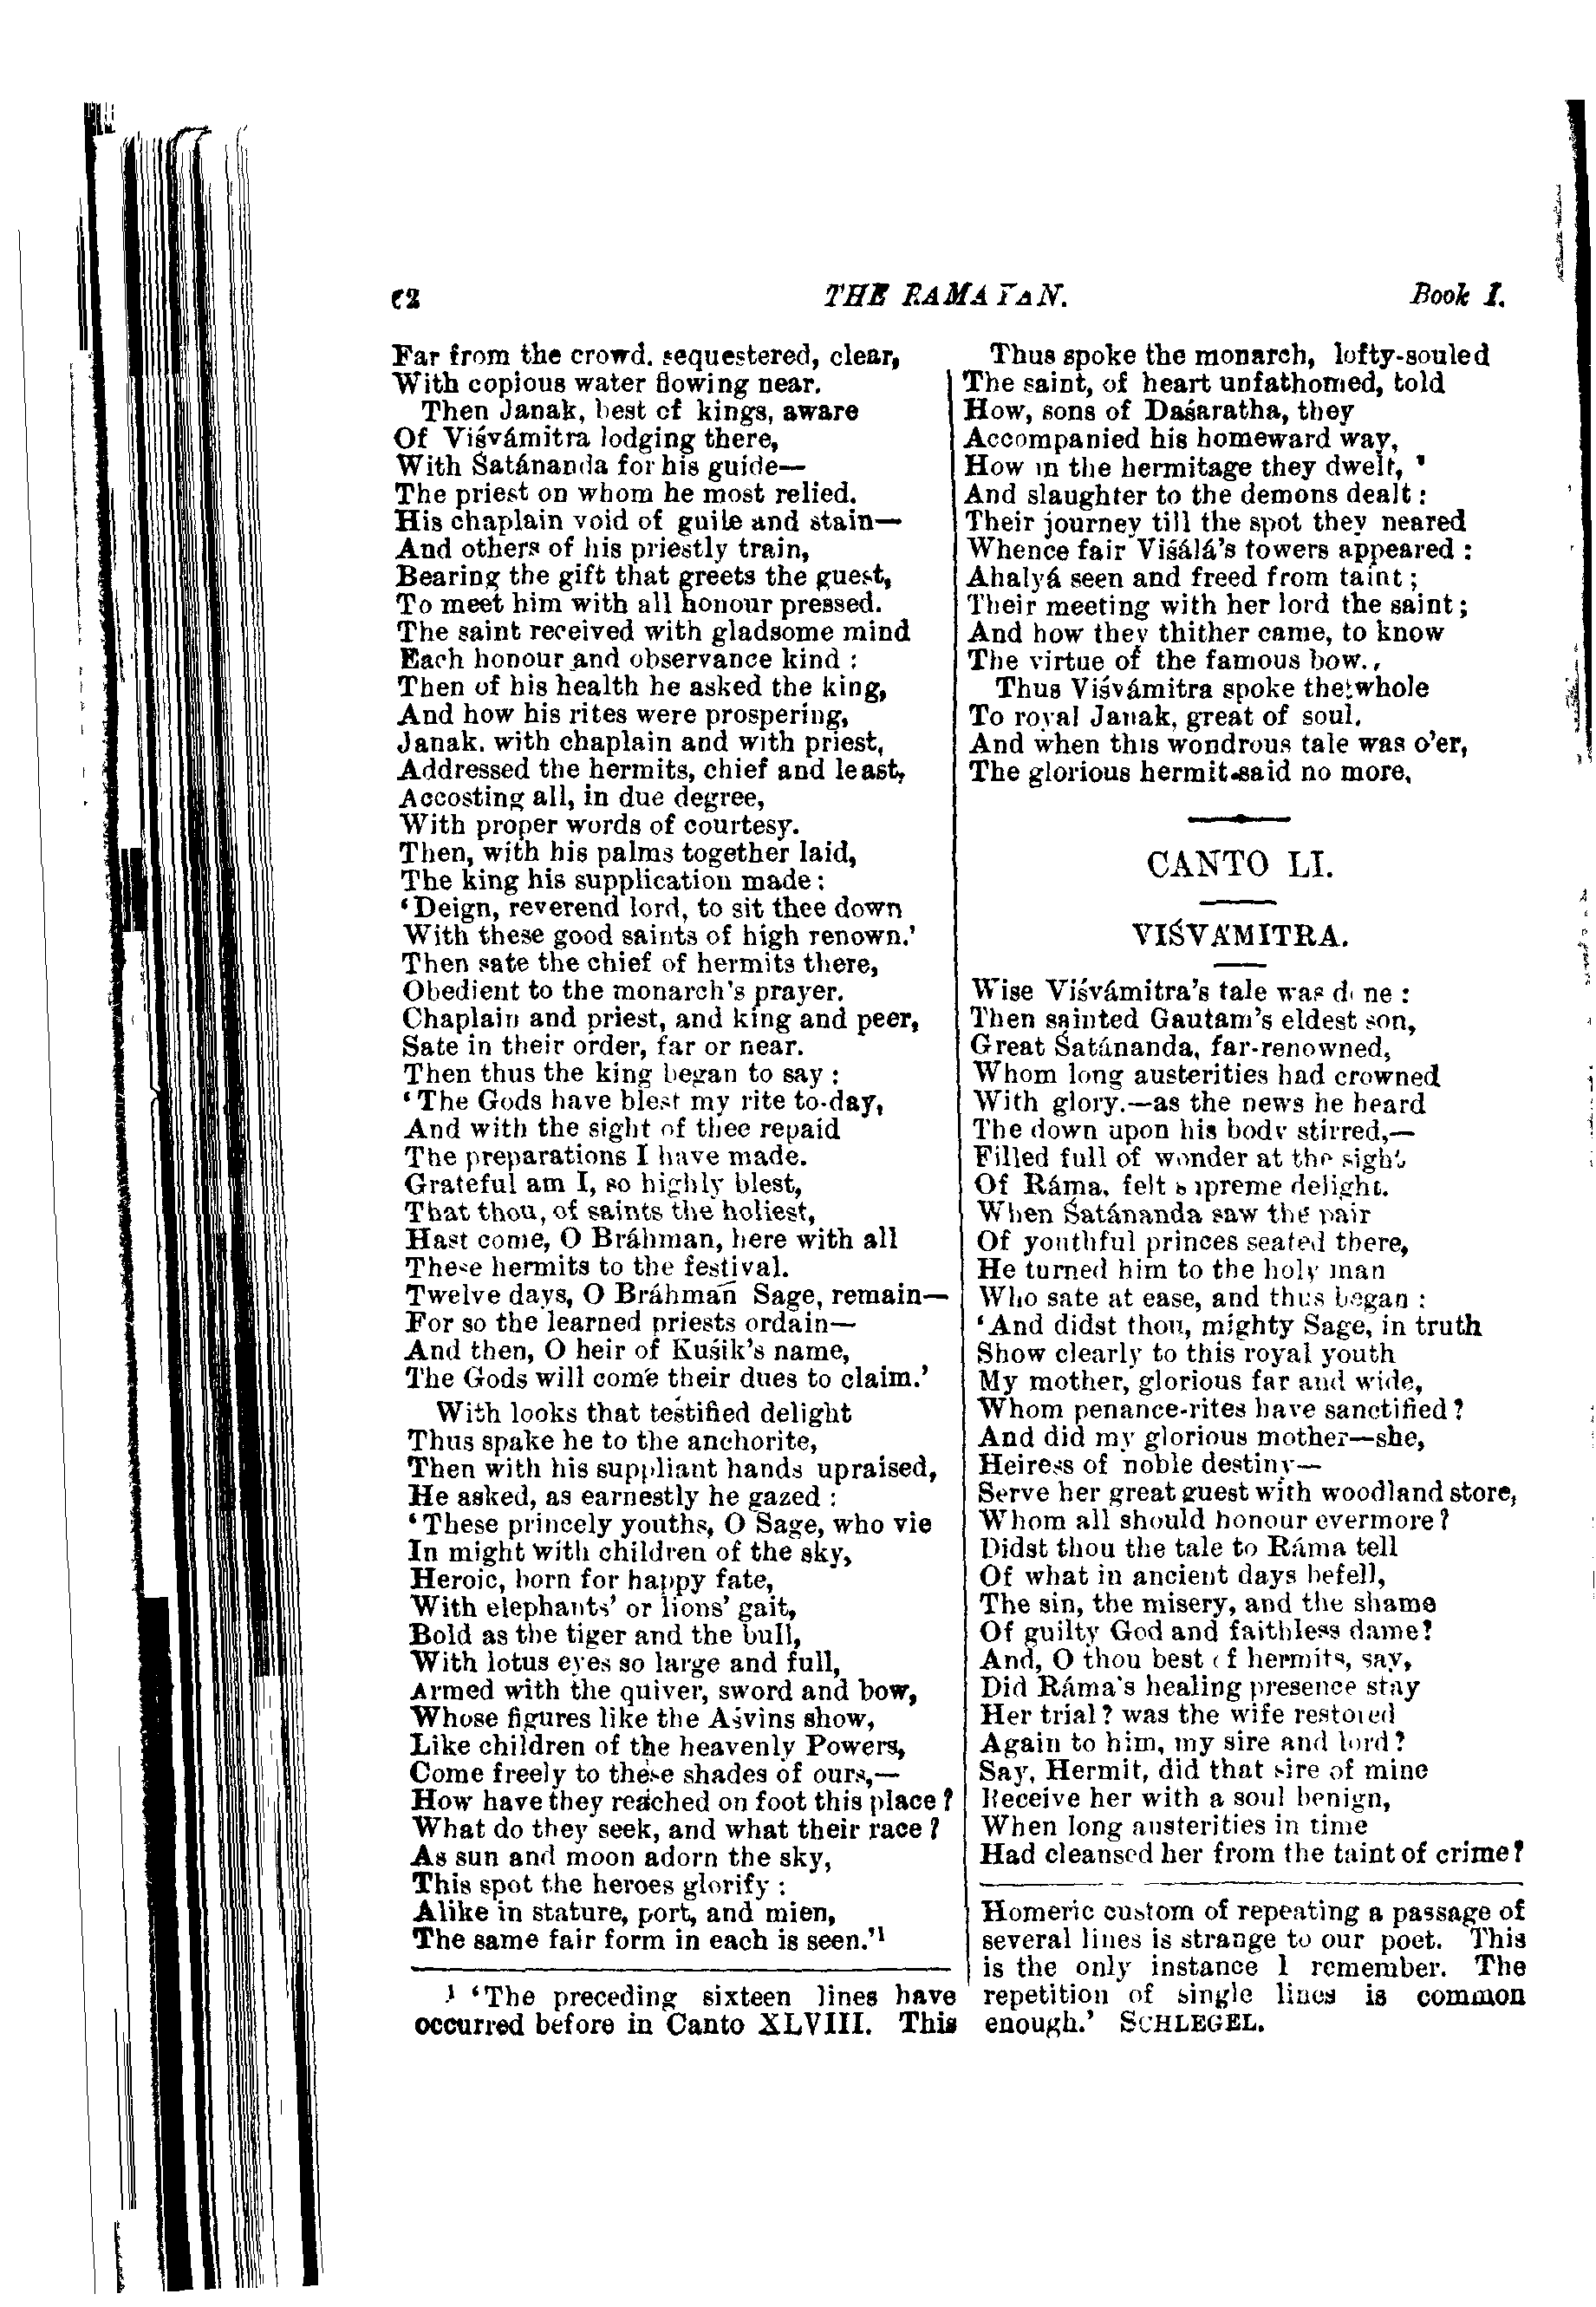 62 THE RAMAYAN. Book I.
Far from the crowd. sequestered, clear,
With copious water flowing near.
Then Janak, best of kings, aware
Of Viśvámitra lodging there,
With Śatánanda for his guide—
The priest on whom he most relied.
His chaplain void of guile and stain—
And others of his priestly train,
Bearing the gift that greets the guest,
To meet him with all honour pressed.
The saint received with gladsome mind
Each honour and observance kind :
Then of his health he asked the king,
And how his rites were prospering,
Janak. with chaplain and with priest,
Addressed the hermits, chief and least,
Accosting all, in due degree,
With proper words of courtesy.
Then, with his palms together laid,
The king his supplication made :
‘Deign, reverend lord, to sit thee down
With these good saints of high renown.’
Then sate the chief of hermits there,
Obedient to the monarch's prayer.
Chaplain and priest, and king and peer,
Sate in their order, far or near.
Then thus the king began to say :
‘The Gods have blest my rite to-day,
And with the sight of thee repaid
The preparations I have made.
Grateful am I, so highly blest,
That thou, of saints the holiest,
Hast come, O Bráhman, here with all
These hermits to the festival.
Twelve days, O Bráhman Sage, remain—
For so the learned priests ordain—
And then, O heir of Kuśik's name,
The Gods will come their dues to claim.’
With looks that testified delight
Thus spake he to the anchorite,
Then with his suppliant hands upraised,
He asked, as earnestly he gazed :
‘These princely youths, O Sage, who vie
In might with children of the sky,
Heroic, born for happy fate,
With elephants' or lions' gait,
Bold as the tiger and the bull,
With lotus eyes so large and full,
Armed with the quiver, sword and bow,
Whose figures like the Aśvins show,
Like children of the heavenly Powers,
Come freely to these shades of ours,—
How have they reached on foot this place ?
What do they seek, and what their race ?
As sun and moon adorn the sky,
This spot the heroes glorify :
Alike in stature, port, and mien,
The same fair form in each is seen.’1
1 ‘The preceding sixteen lines have
occurred before in Canto XLVIII. This
Thus spoke the monarch, lofty-souled
The saint, of heart unfathomed, told
How, sons of Daśaratha, they
Accompanied his homeward way,
How in the hermitage they dwelt,
And slaughter to the demons dealt :
Their journey till the spot they neared
Whence fair Viśálá's towers appeared :
Ahalyá seen and freed from taint ;
Their meeting with her lord the saint ;
And how they thither came, to know
The virtue of the famous bow.
Thus Viśvámitra spoke the whole
To royal Janak, great of soul,
And when this wondrous tale was o'er,
The glorious hermit said no more.
CANTO LI.
VIŚVÁMITRA.
Wise Viśvámitra's tale was done :
Then sainted Gautam's eldest son,
Great Śatánanda, far-renowned,
Whom long austerities had crowned
With glory.—as the news he heard
The down upon his body stirred,—
Filled full of wonder at the sight
Of Ráma, felt supreme delight.
When Śatánanda saw the pair
Of youthful princes seated there,
He turned him to the holy man
Who sate at ease, and thus began :
‘And didst thou, mighty Sage, in truth
Show clearly to this royal youth
My mother, glorious far and wide,
Whom penance-rites have sanctified ?
And did my glorious mother—she,
Heiress of noble destiny—
Serve her great guest with woodland store,
Whom all should honour evermore ?
Didst thou the tale to Ráma tell
Of what in ancient days befell,
The sin, the misery, and the shame
Of guilty God and faithless dame ?
And, O thou best of hermits, say,
Did Ráma's healing presence stay
Her trial ? was the wife restored
Again to him, my sire and lord ?
Say, Hermit, did that sire of mine
Receive her with a soul benign,
When long austerities in time
Had cleansed her from the taint of crime ?
Homeric custom of repeating a passage of
several lines is strange to our poet. This
is the only instance I remember. The
repetition of single lines is common
enough.’ SCHLEGEL.